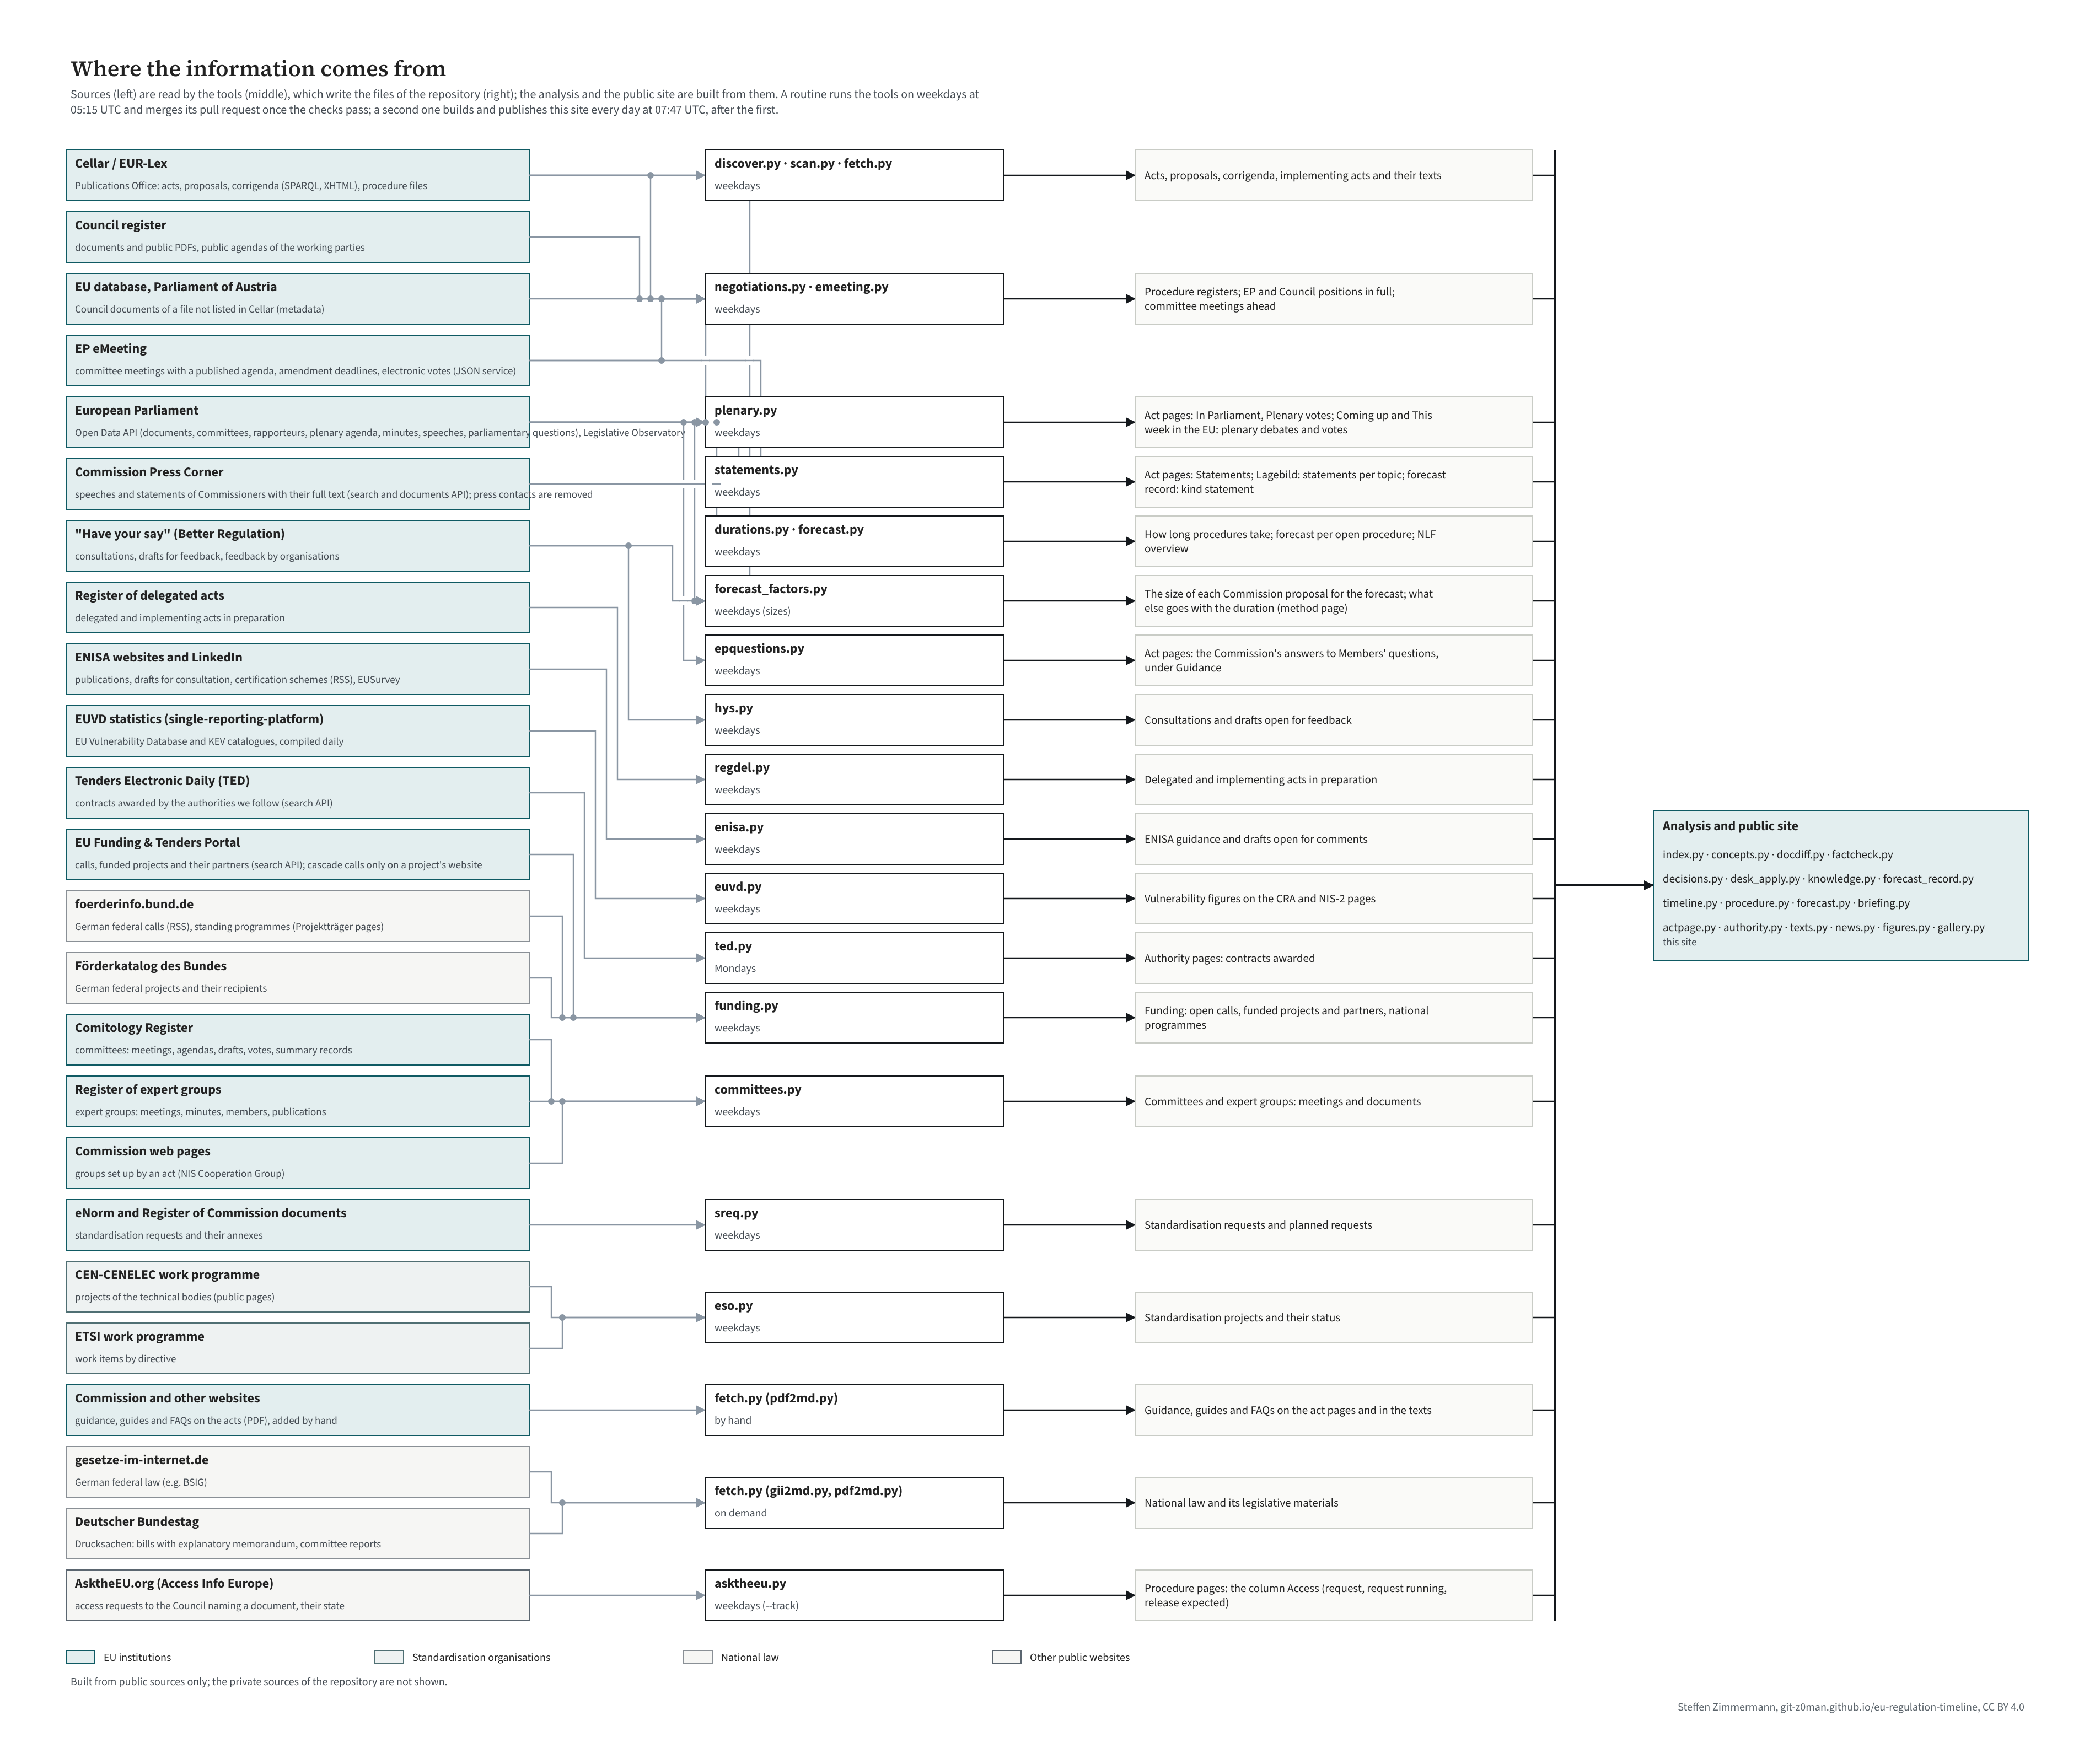 Where the information comes from
Sources (left) are read by the tools (middle), which write the files of the repository (right); the analysis and the public site are built from them. A routine runs the tools on weekdays at
05:15 UTC and merges its pull request once the checks pass; a second one builds and publishes this site every day at 07:47 UTC, after the first.
Cellar / EUR-Lex
Publications Office: acts, proposals, corrigenda (SPARQL, XHTML), procedure files
Council register
documents and public PDFs, public agendas of the working parties
EU database, Parliament of Austria
Council documents of a file not listed in Cellar (metadata)
EP eMeeting
committee meetings with a published agenda, amendment deadlines, electronic votes (JSON service)
European Parliament
Open Data API (documents, committees, rapporteurs, plenary agenda, minutes, speeches, parliamentary questions), Legislative Observatory
Commission Press Corner
speeches and statements of Commissioners with their full text (search and documents API); press contacts are removed
"Have your say" (Better Regulation)
consultations, drafts for feedback, feedback by organisations
Register of delegated acts
delegated and implementing acts in preparation
ENISA websites and LinkedIn
publications, drafts for consultation, certification schemes (RSS), EUSurvey
EUVD statistics (single-reporting-platform)
EU Vulnerability Database and KEV catalogues, compiled daily
Tenders Electronic Daily (TED)
contracts awarded by the authorities we follow (search API)
EU Funding & Tenders Portal
calls, funded projects and their partners (search API); cascade calls only on a project's website
foerderinfo.bund.de
German federal calls (RSS), standing programmes (Projektträger pages)
Förderkatalog des Bundes
German federal projects and their recipients
Comitology Register
committees: meetings, agendas, drafts, votes, summary records
Register of expert groups
expert groups: meetings, minutes, members, publications
Commission web pages
groups set up by an act (NIS Cooperation Group)
eNorm and Register of Commission documents
standardisation requests and their annexes
CEN-CENELEC work programme
projects of the technical bodies (public pages)
ETSI work programme
work items by directive
Commission and other websites
guidance, guides and FAQs on the acts (PDF), added by hand
gesetze-im-internet.de
German federal law (e.g. BSIG)
Deutscher Bundestag
Drucksachen: bills with explanatory memorandum, committee reports
AsktheEU.org (Access Info Europe)
access requests to the Council naming a document, their state
discover.py · scan.py · fetch.py
weekdays
negotiations.py · emeeting.py
weekdays
plenary.py
weekdays
statements.py
weekdays
durations.py · forecast.py
weekdays
forecast_factors.py
weekdays (sizes)
epquestions.py
weekdays
hys.py
weekdays
regdel.py
weekdays
enisa.py
weekdays
euvd.py
weekdays
ted.py
Mondays
funding.py
weekdays
committees.py
weekdays
sreq.py
weekdays
eso.py
weekdays
fetch.py (pdf2md.py)
by hand
fetch.py (gii2md.py, pdf2md.py)
on demand
asktheeu.py
weekdays (--track)
Acts, proposals, corrigenda, implementing acts and their texts
Procedure registers; EP and Council positions in full;
committee meetings ahead
Act pages: In Parliament, Plenary votes; Coming up and This
week in the EU: plenary debates and votes
Act pages: Statements; Lagebild: statements per topic; forecast
record: kind statement
How long procedures take; forecast per open procedure; NLF
overview
The size of each Commission proposal for the forecast; what
else goes with the duration (method page)
Act pages: the Commission's answers to Members' questions,
under Guidance
Consultations and drafts open for feedback
Delegated and implementing acts in preparation
ENISA guidance and drafts open for comments
Vulnerability figures on the CRA and NIS-2 pages
Authority pages: contracts awarded
Funding: open calls, funded projects and partners, national
programmes
Committees and expert groups: meetings and documents
Standardisation requests and planned requests
Standardisation projects and their status
Guidance, guides and FAQs on the act pages and in the texts
National law and its legislative materials
Procedure pages: the column Access (request, request running,
release expected)
Analysis and public site
index.py · concepts.py · docdiff.py · factcheck.py
decisions.py · desk_apply.py · knowledge.py · forecast_record.py
timeline.py · procedure.py · forecast.py · briefing.py
actpage.py · authority.py · texts.py · news.py · figures.py · gallery.py
this site
EU institutions
Standardisation organisations
National law
Other public websites
Built from public sources only; the private sources of the repository are not shown.
Steffen Zimmermann, git-z0man.github.io/eu-regulation-timeline, CC BY 4.0